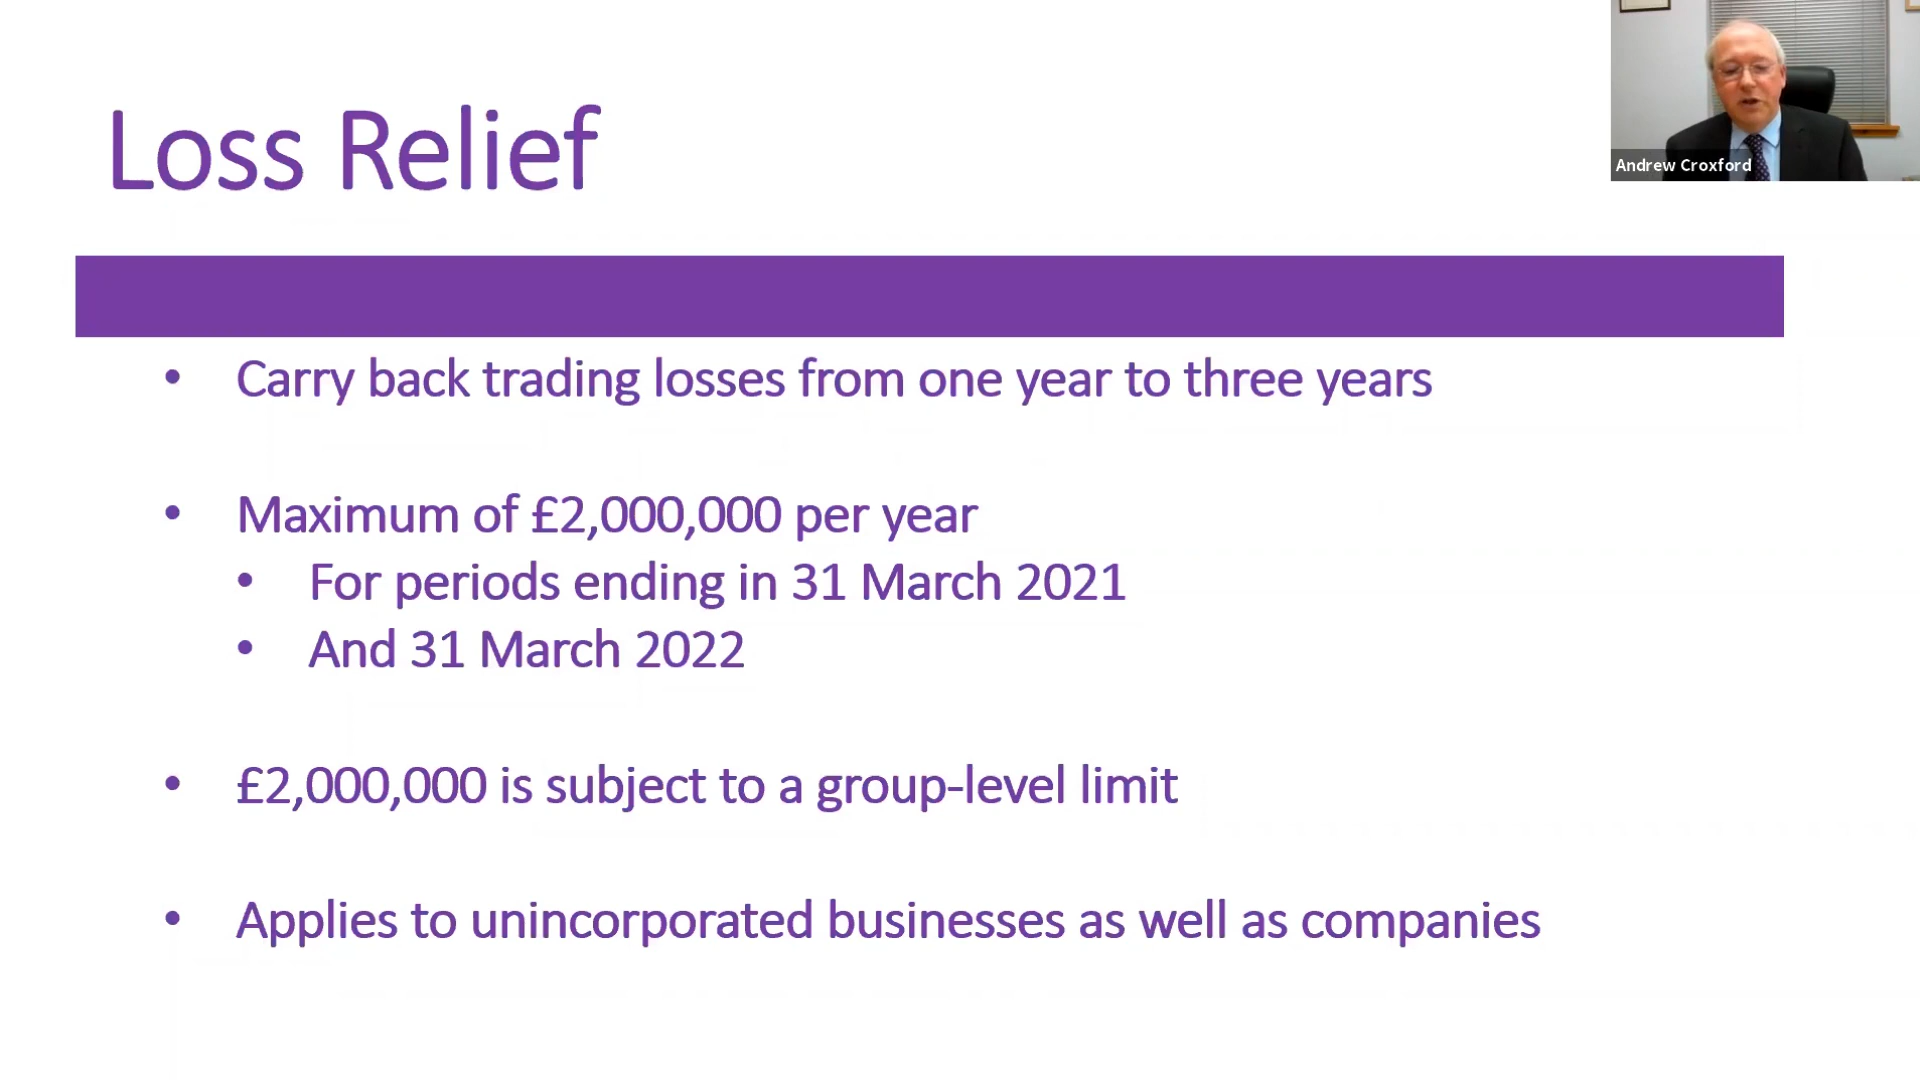 Loss Relief
Andrew Croxford
• Carry back trading losses from one year to three years
• Maximum of £2,000,000 per year
• For periods ending in 31 March 2021
• And 31 March 2022
• £2,000,000 is subject to a group-level limit
• Applies to unincorporated businesses as well as companies